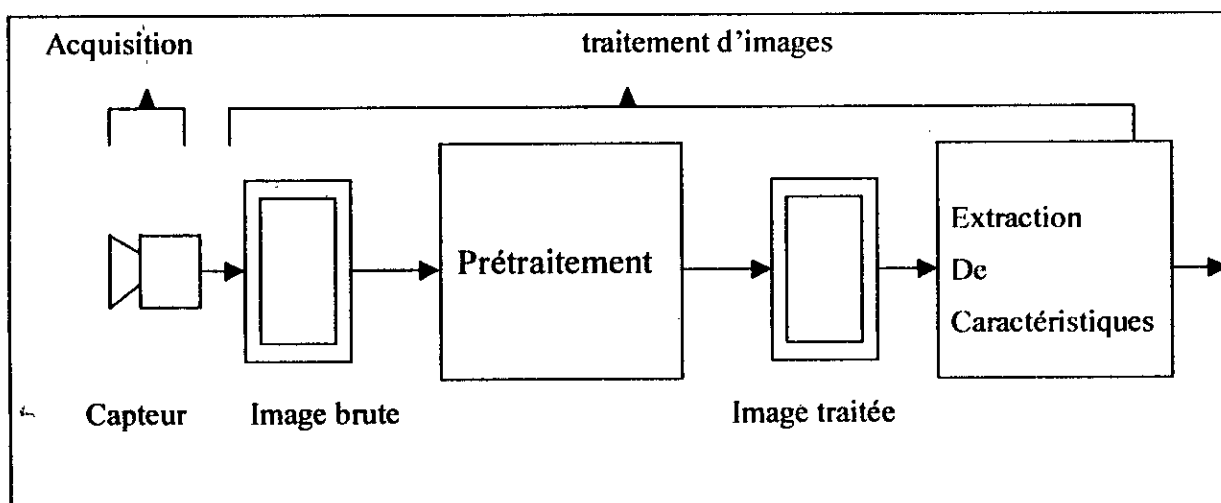 Acquisition
traitement d'images
Prétraitement
Extraction
De
Caractéristiques
Capteur
Image brute
Image traitée